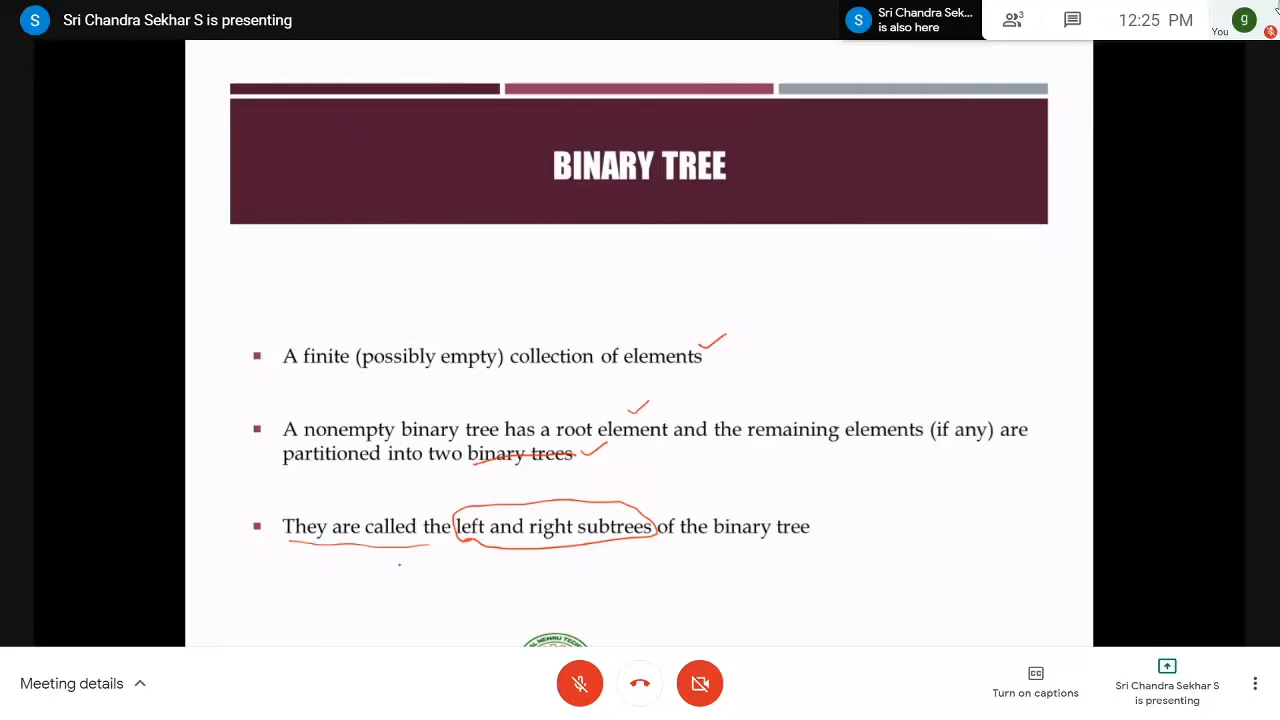 S Sri Chandra Sekhar S is presenting
S Sri Chandra Sek...
is also here
3
12:25 PM
You
g
BINARY TREE
A finite (possibly empty) collection of elements
A nonempty binary tree has a root element and the remaining elements (if any) are
partitioned into two binary trees
They are called the left and right subtrees of the binary tree
Meeting details
CC
Turn on captions
Sri Chandra Sekhar S
is presenting